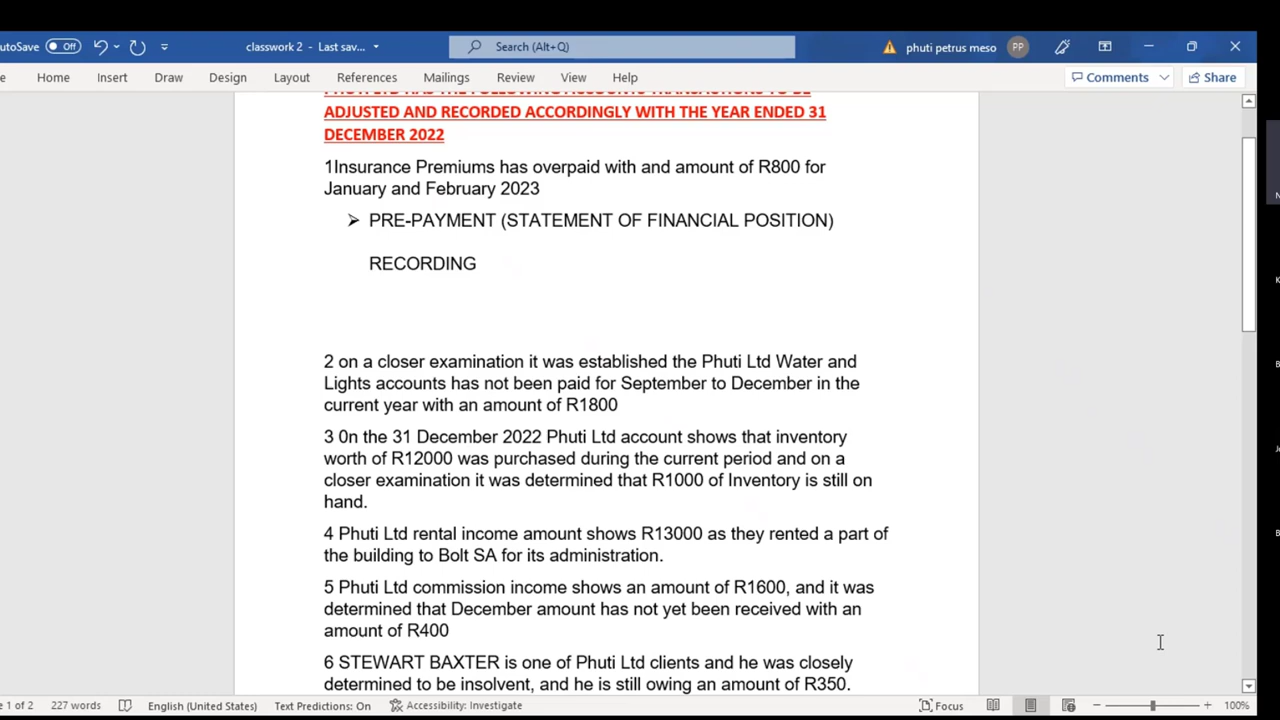 utoSave Off classwork 2 - Last sav... Search (Alt+Q) phuti petrus meso PP
Home Insert Draw Design Layout References Mailings Review View Help Comments Share
PHUTI LTD HAS THE FOLLOWING ACCOUNTS TRANSACTIONS TO BE
ADJUSTED AND RECORDED ACCORDINGLY WITH THE YEAR ENDED 31
DECEMBER 2022
1Insurance Premiums has overpaid with and amount of R800 for
January and February 2023
➢ PRE-PAYMENT (STATEMENT OF FINANCIAL POSITION)
RECORDING
2 on a closer examination it was established the Phuti Ltd Water and
Lights accounts has not been paid for September to December in the
current year with an amount of R1800
3 0n the 31 December 2022 Phuti Ltd account shows that inventory
worth of R12000 was purchased during the current period and on a
closer examination it was determined that R1000 of Inventory is still on
hand.
4 Phuti Ltd rental income amount shows R13000 as they rented a part of
the building to Bolt SA for its administration.
5 Phuti Ltd commission income shows an amount of R1600, and it was
determined that December amount has not yet been received with an
amount of R400
6 STEWART BAXTER is one of Phuti Ltd clients and he was closely
determined to be insolvent, and he is still owing an amount of R350.
1 of 2 227 words English (United States) Text Predictions: On Accessibility: Investigate Focus 100%